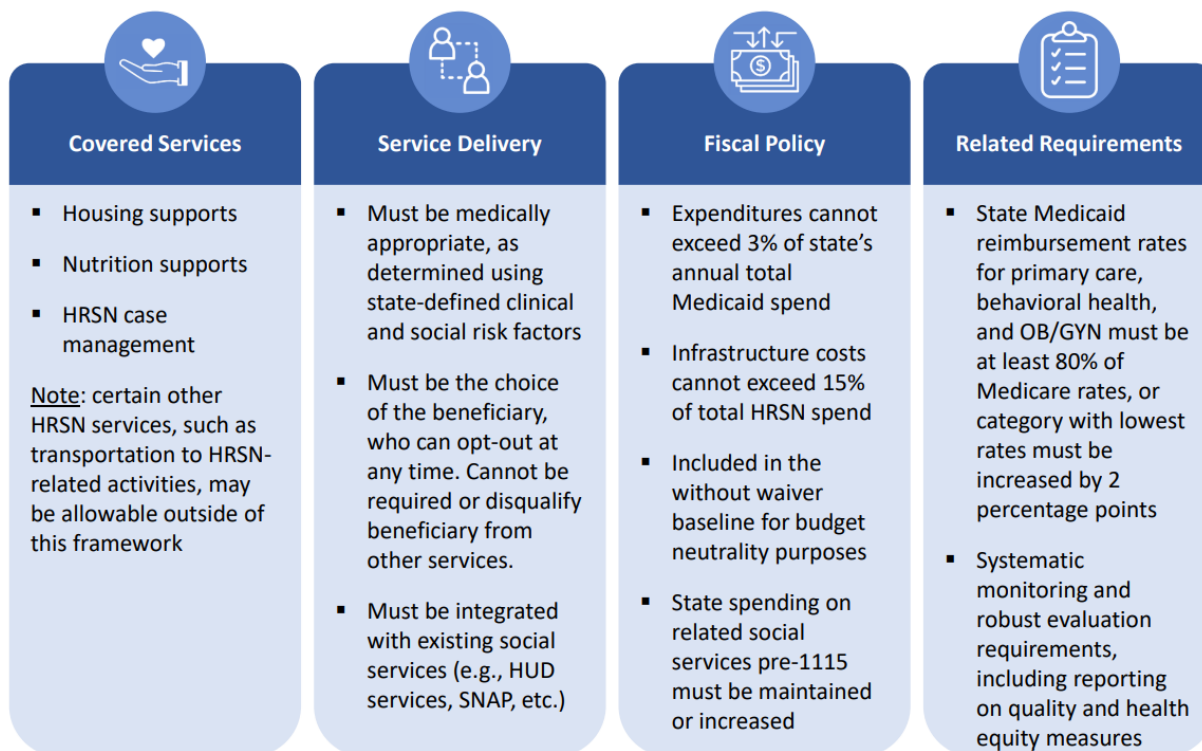 Covered Services
▪ Housing supports
▪ Nutrition supports
▪ HRSN case
management
Note: certain other
HRSN services, such as
transportation to HRSN-
related activities, may
be allowable outside of
this framework
Service Delivery
▪ Must be medically
appropriate, as
determined using
state-defined clinical
and social risk factors
▪ Must be the choice
of the beneficiary,
who can opt-out at
any time. Cannot be
required or disqualify
beneficiary from
other services.
▪ Must be integrated
with existing social
services (e.g., HUD
services, SNAP, etc.)
$
Fiscal Policy
▪ Expenditures cannot
exceed 3% of state’s
annual total
Medicaid spend
▪ Infrastructure costs
cannot exceed 15%
of total HRSN spend
▪ Included in the
without waiver
baseline for budget
neutrality purposes
▪ State spending on
related social
services pre-1115
must be maintained
or increased
Related Requirements
▪ State Medicaid
reimbursement rates
for primary care,
behavioral health,
and OB/GYN must be
at least 80% of
Medicare rates, or
category with lowest
rates must be
increased by 2
percentage points
▪ Systematic
monitoring and
robust evaluation
requirements,
including reporting
on quality and health
equity measures